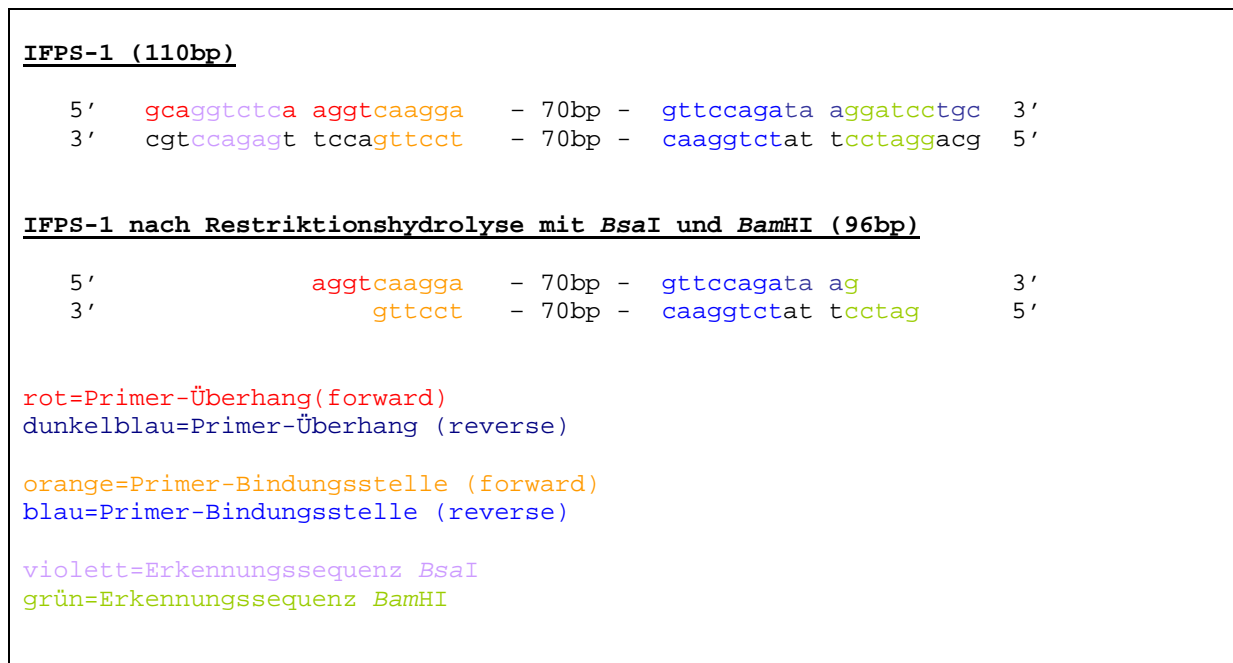 IFPS-1 (110bp)
5′ gcaggtctca aggtcaagga – 70bp - gttccagata aggatcctgc 3′
3′ cgtccagagt tccagttcct – 70bp - caaggtctat tcctaggacg 5′
IFPS-1 nach Restriktionshydrolyse mit BsaI und BamHI (96bp)
5′ aggtcaagga – 70bp - gttccagata ag 3′
3′ gttcct – 70bp - caaggtctat tcctag 5′
rot=Primer-Überhang(forward)
dunkelblau=Primer-Überhang (reverse)
orange=Primer-Bindungsstelle (forward)
blau=Primer-Bindungsstelle (reverse)
violett=Erkennungssequenz BsaI
grün=Erkennungssequenz BamHI